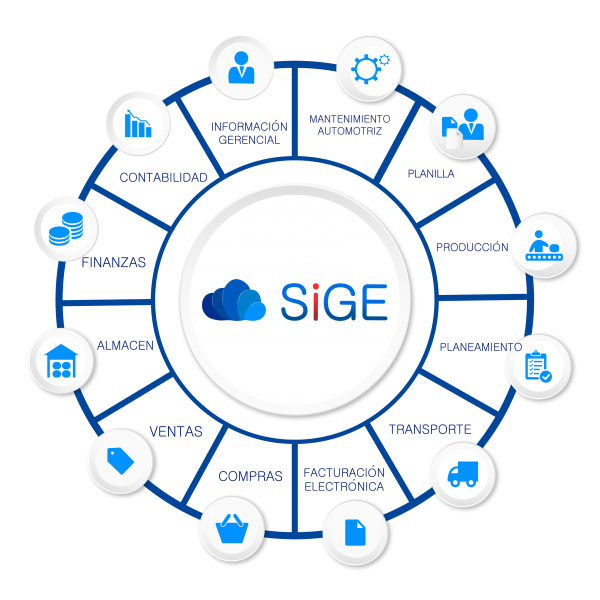 INFORMACIÓN
GERENCIAL
MANTENIMIENTO
AUTOMOTRIZ
PLANILLA
PRODUCCIÓN
PLANEAMIENTO
TRANSPORTE
FACTURACIÓN
ELECTRÓNICA
COMPRAS
VENTAS
ALMACEN
FINANZAS
CONTABILIDAD
SiGE